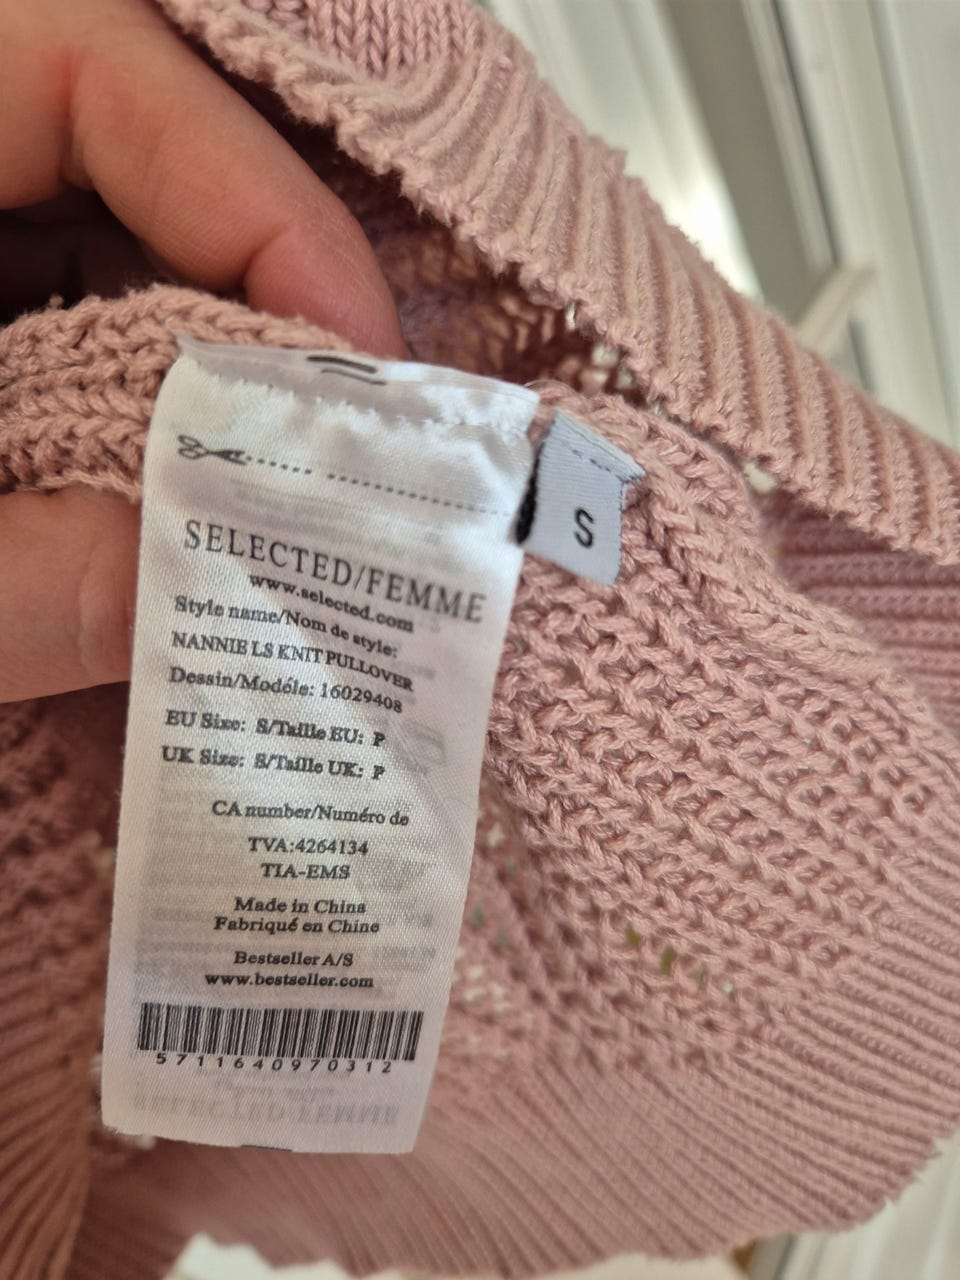 S
SELECTED/FEMME
www.selected.com
Style name/Nom de style:
NANNIE LS KNIT PULLOVER
Dessin/Modéle: 16029408
EU Size: S/Taille EU: P
UK Size: S/Taille UK: P
CA number/Numéro de
TVA:4264134
TIA-EMS
Made in China
Fabriqué en Chine
Bestseller A/S
www.bestseller.com
5711640970312